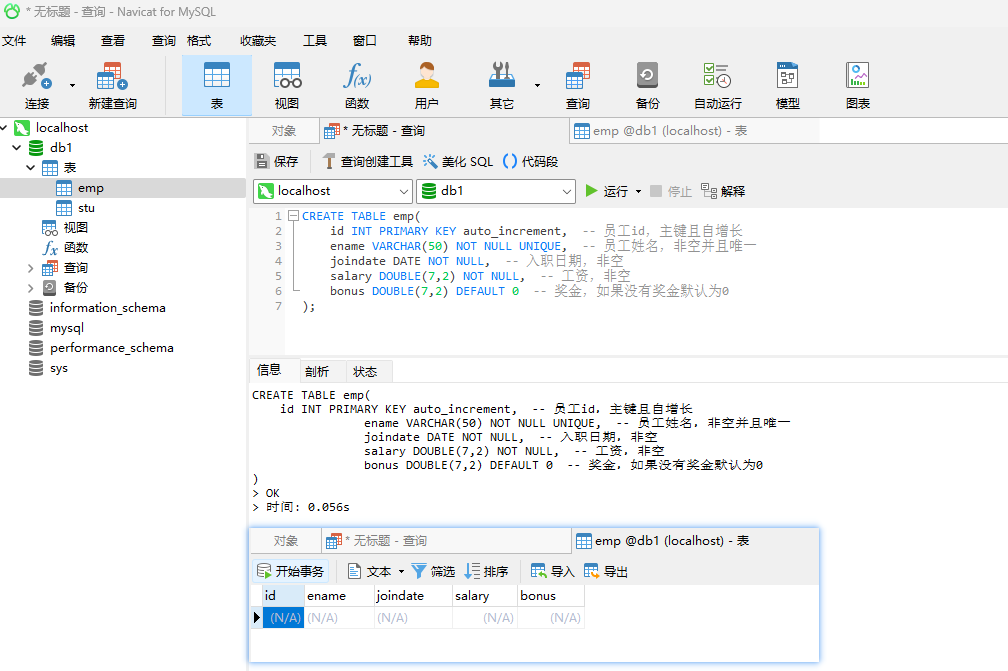 * 无标题 - 查询 - Navicat for MySQL
文件 编辑 查看 查询 格式 收藏夹 工具 窗口 帮助
连接 新建查询 表 视图 函数 用户 其它 查询 备份 自动运行 模型 图表
localhost
db1
表
emp
stu
视图
函数
查询
备份
information_schema
mysql
performance_schema
sys
对象 * 无标题 - 查询 emp @db1 (localhost) - 表
保存 查询创建工具 美化 SQL 代码段
localhost db1 运行 停止 解释
1 CREATE TABLE emp(
2 id INT PRIMARY KEY auto_increment, -- 员工id，主键且自增长
3 ename VARCHAR(50) NOT NULL UNIQUE, -- 员工姓名，非空并且唯一
4 joindate DATE NOT NULL, -- 入职日期，非空
5 salary DOUBLE(7,2) NOT NULL, -- 工资，非空
6 bonus DOUBLE(7,2) DEFAULT 0 -- 奖金，如果没有奖金默认为0
7 );
信息 剖析 状态
CREATE TABLE emp(
id INT PRIMARY KEY auto_increment, -- 员工id，主键且自增长
ename VARCHAR(50) NOT NULL UNIQUE, -- 员工姓名，非空并且唯一
joindate DATE NOT NULL, -- 入职日期，非空
salary DOUBLE(7,2) NOT NULL, -- 工资，非空
bonus DOUBLE(7,2) DEFAULT 0 -- 奖金，如果没有奖金默认为0
)
> OK
> 时间: 0.056s
对象 * 无标题 - 查询 emp @db1 (localhost) - 表
开始事务 文本 筛选 排序 导入 导出
id ename joindate salary bonus
(N/A) (N/A) (N/A) (N/A) (N/A)